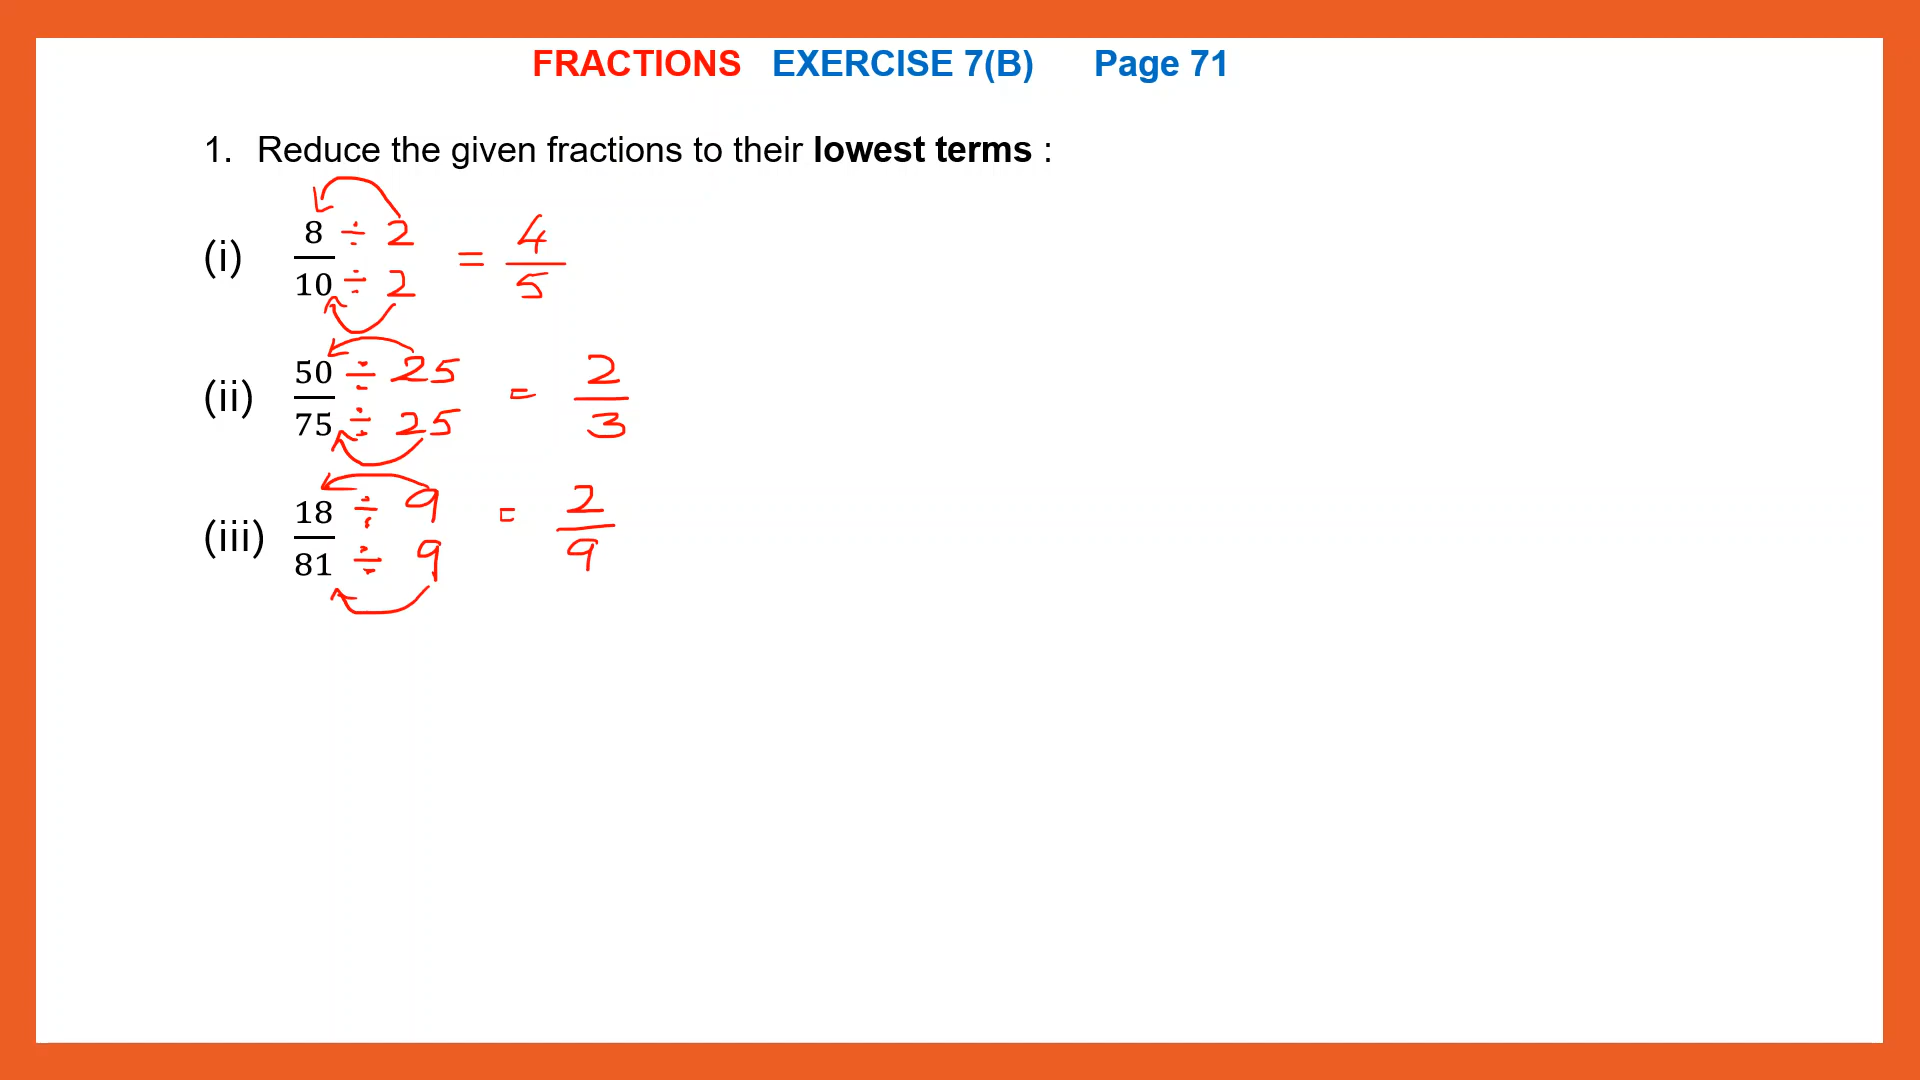 FRACTIONS EXERCISE 7(B) Page 71
1. Reduce the given fractions to their lowest terms :
(i) 8 ÷ 2 / 10 ÷ 2 = 4 / 5
(ii) 50 ÷ 25 / 75 ÷ 25 = 2 / 3
(iii) 18 ÷ 9 / 81 ÷ 9 = 2 / 9